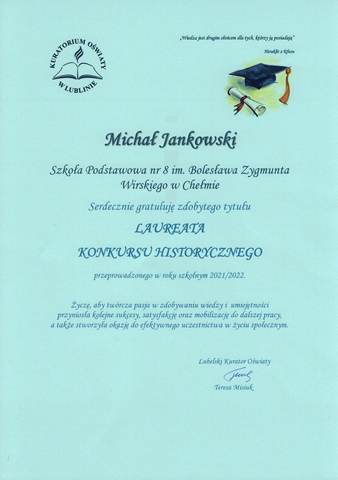 KURATORIUM OŚWIATY
W LUBLINIE
„Wiedza jest drugim słońcem dla tych, którzy ją posiadają”
Heraklit z Efezu
Michał Jankowski
Szkoła Podstawowa nr 8 im. Bolesława Zygmunta
Wirskiego w Chełmie
Serdecznie gratuluję zdobytego tytułu
LAUREATA
KONKURSU HISTORYCZNEGO
przeprowadzonego w roku szkolnym 2021/2022.
Życzę, aby twórcza pasja w zdobywaniu wiedzy i umiejętności
przyniosła kolejne sukcesy, satysfakcję oraz mobilizację do dalszej pracy,
a także stworzyła okazję do efektywnego uczestnictwa w życiu społecznym.
Lubelski Kurator Oświaty
Teresa Misiuk